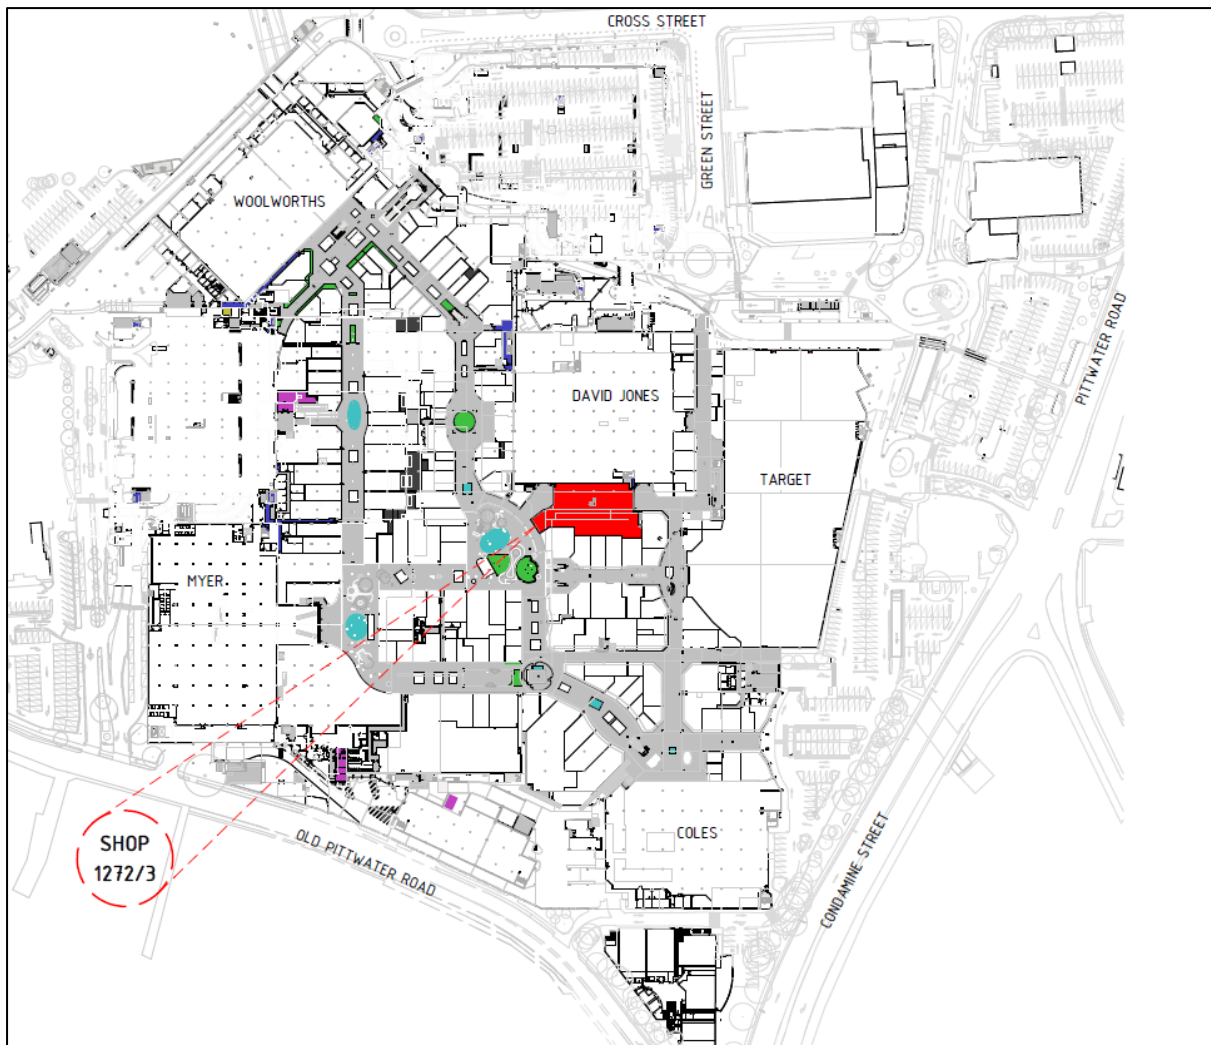 CROSS STREET
GREEN STREET
WOOLWORTHS
PITTWATER ROAD
DAVID JONES
TARGET
MYER
SHOP
1272/3
OLD PITTWATER ROAD
COLES
CONDAMINE STREET